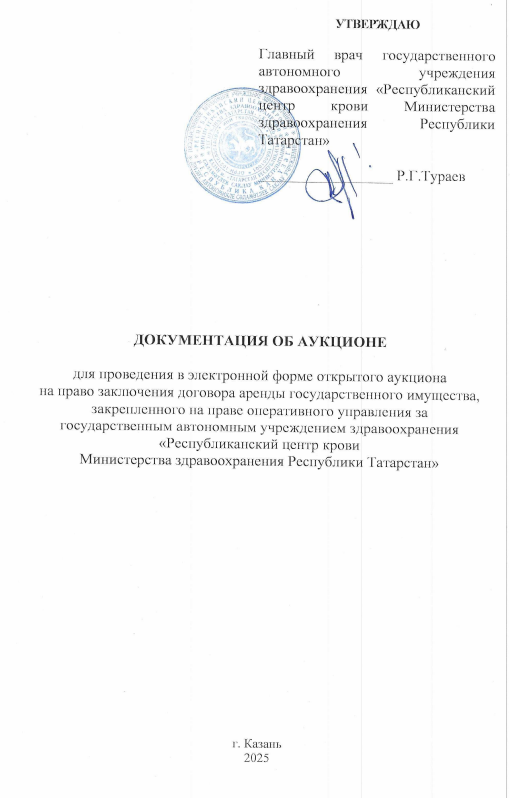 УТВЕРЖДАЮ
Главный врач государственного
автономного учреждения
здравоохранения «Республиканский
центр крови Министерства
здравоохранения Республики
Татарстан»
Р.Г.Тураев
ДОКУМЕНТАЦИЯ ОБ АУКЦИОНЕ
для проведения в электронной форме открытого аукциона
на право заключения договора аренды государственного имущества,
закрепленного на праве оперативного управления за
государственным автономным учреждением здравоохранения
«Республиканский центр крови
Министерства здравоохранения Республики Татарстан»
г. Казань
2025